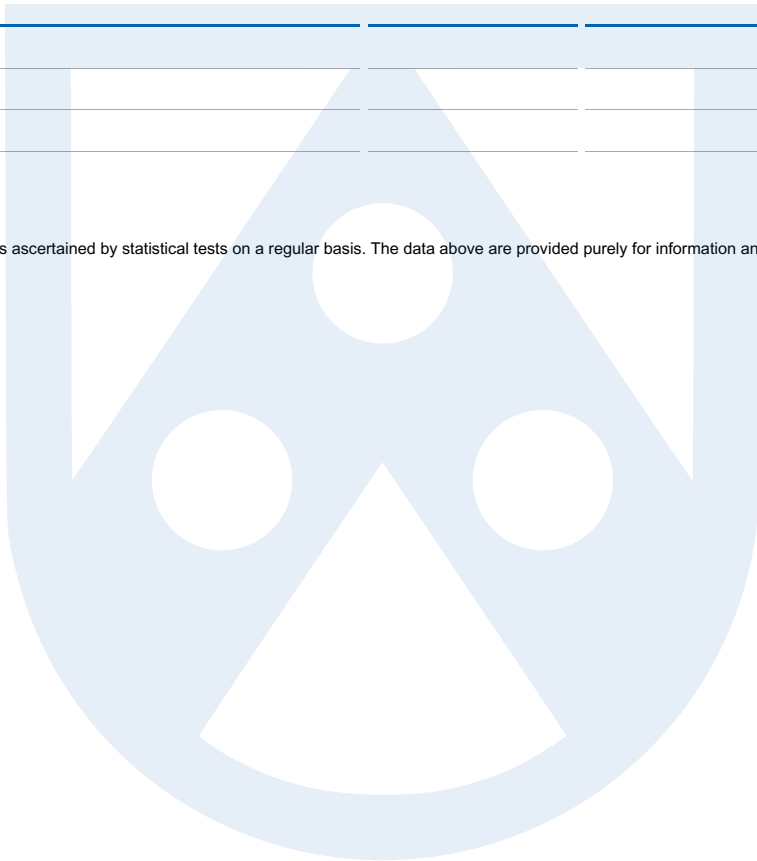 s ascertained by statistical tests on a regular basis. The data above are provided purely for information an